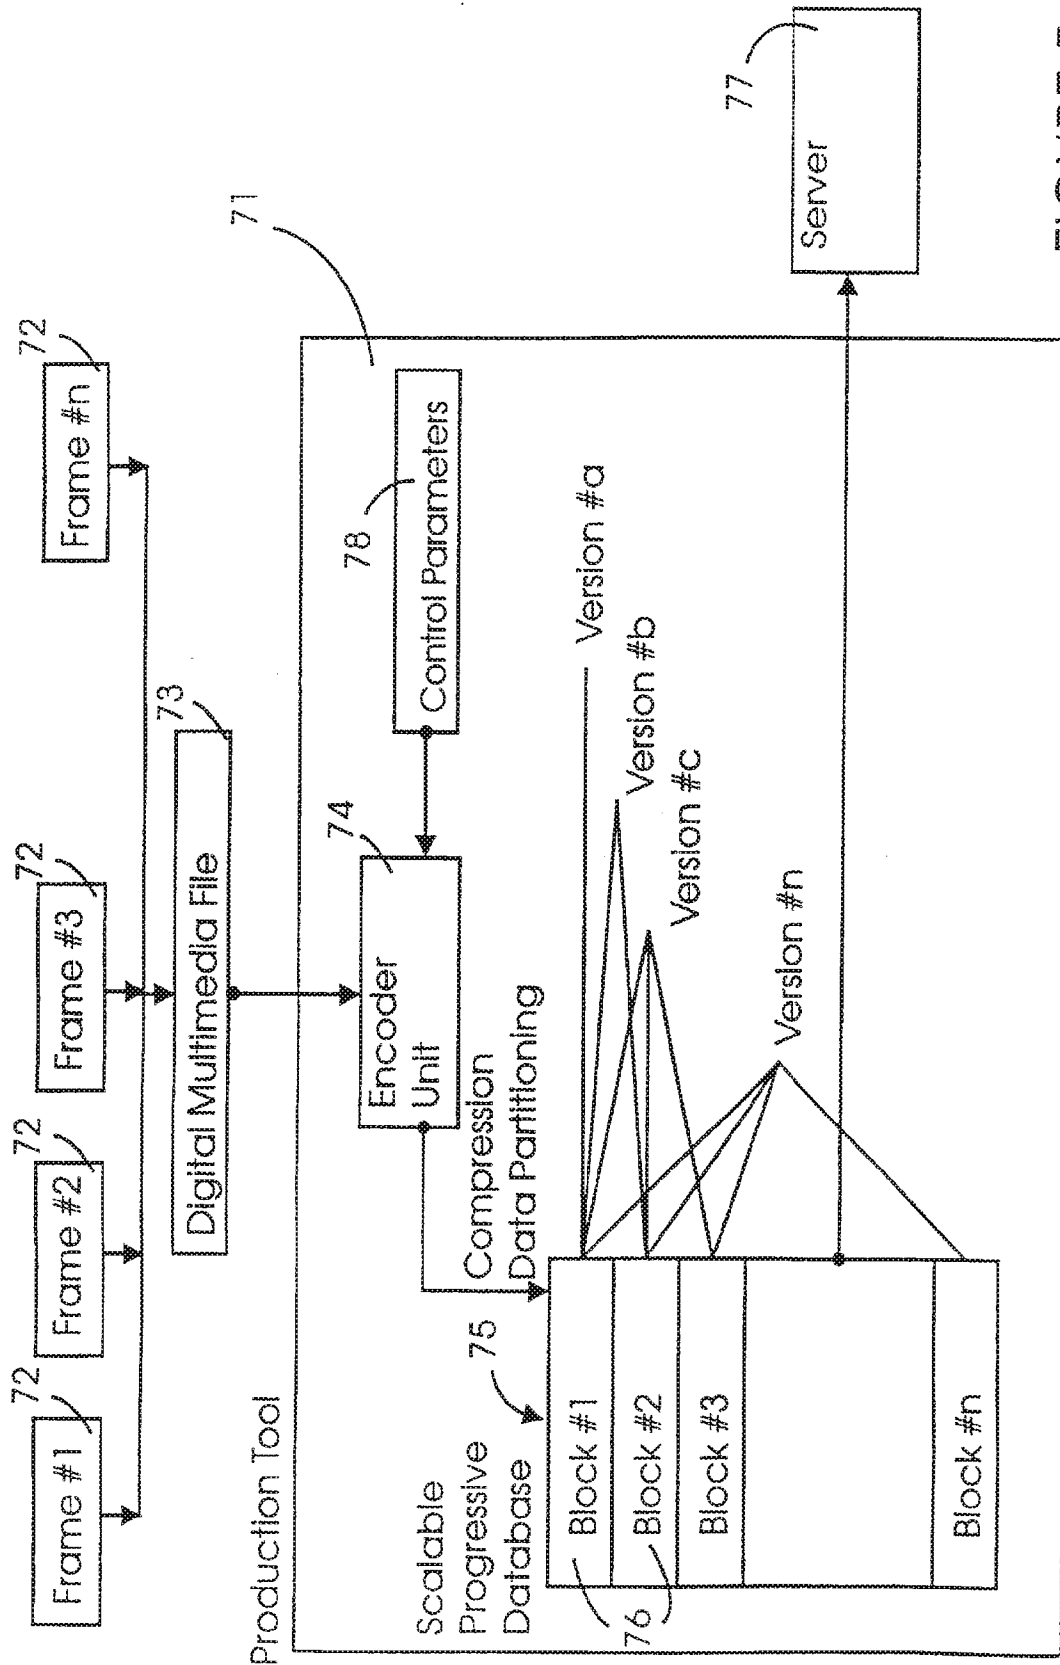 72
72
72
72
Frame #1
Frame #2
Frame #3
Frame #n
73
Digital Multimedia File
Production Tool
71
74
78
Encoder
Unit
Control Parameters
Scalable
Progressive
Database
75
Compression
Data Partitioning
Block #1
Block #2
Block #3
Block #n
76
Version #a
Version #b
Version #c
Version #n
77
Server